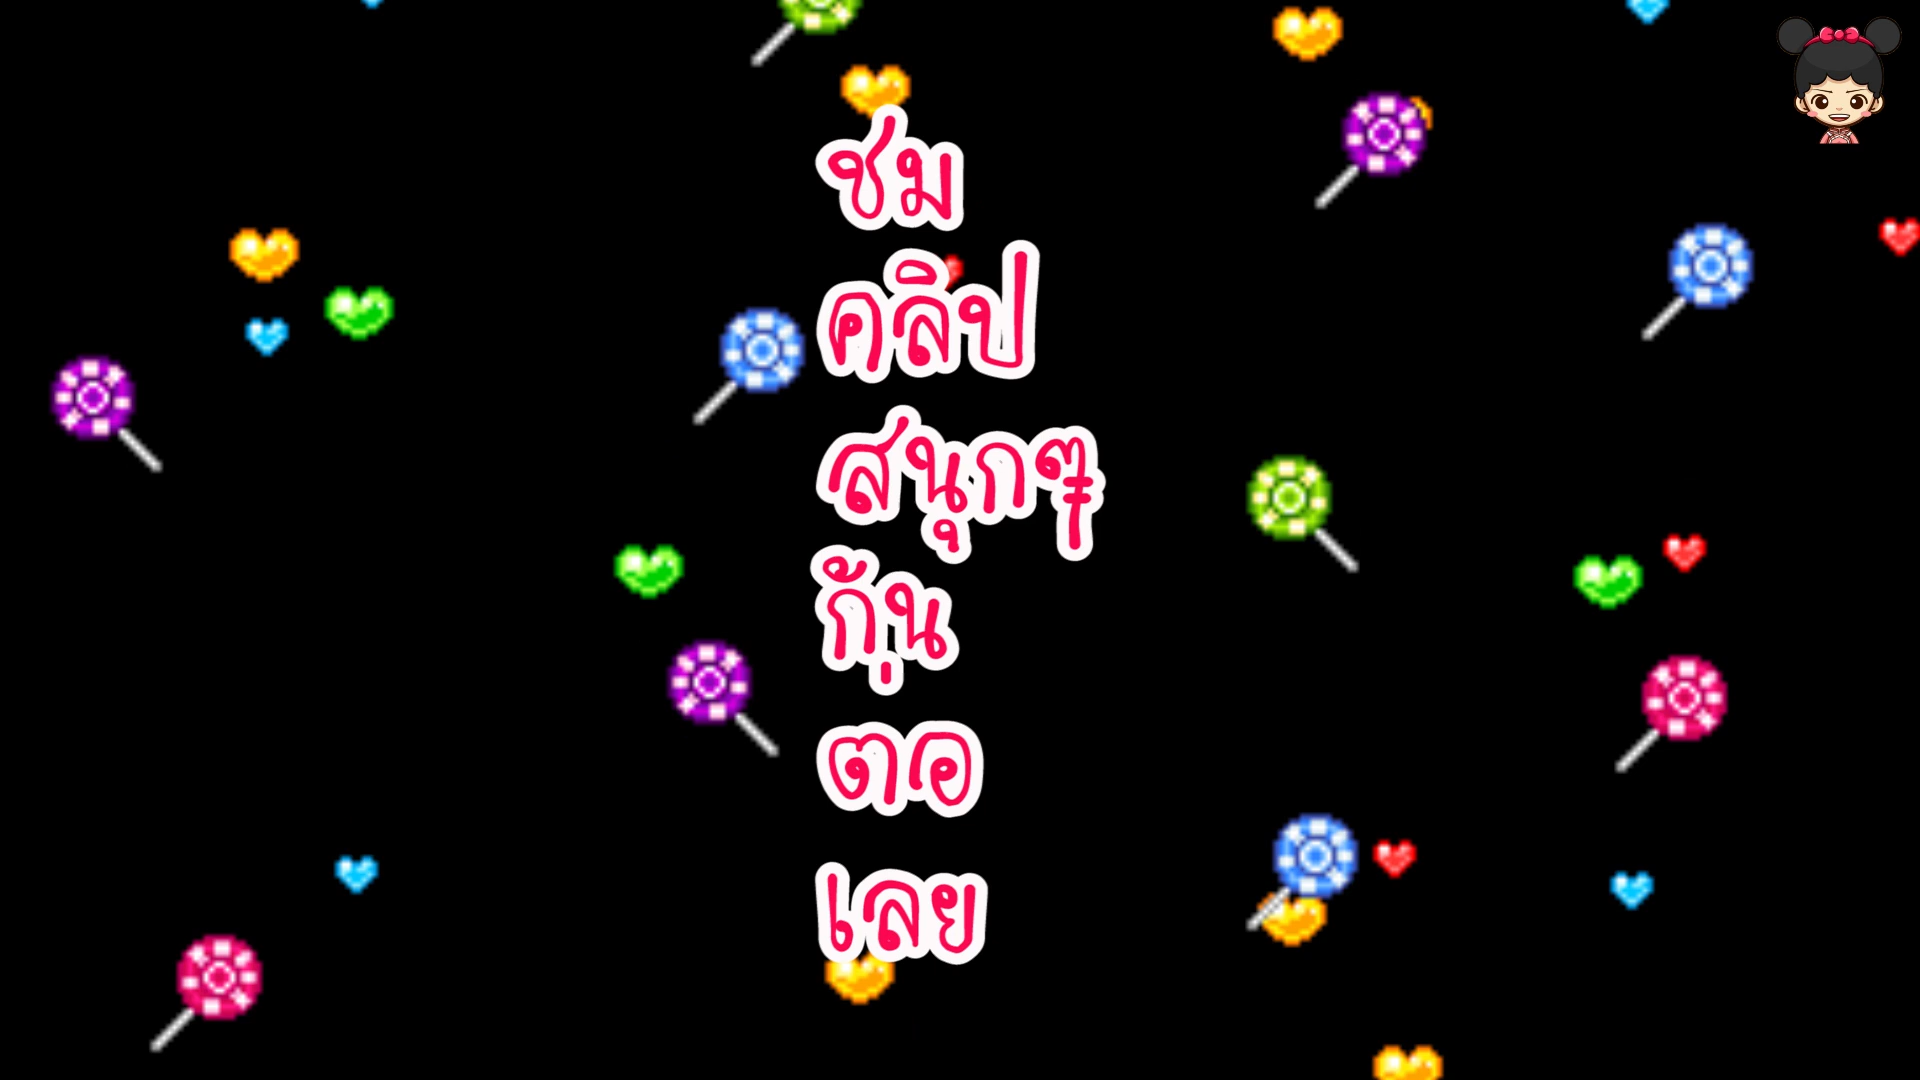 ชม
คลิป
สนุกๆ
กุ้น
ตอ
เลย